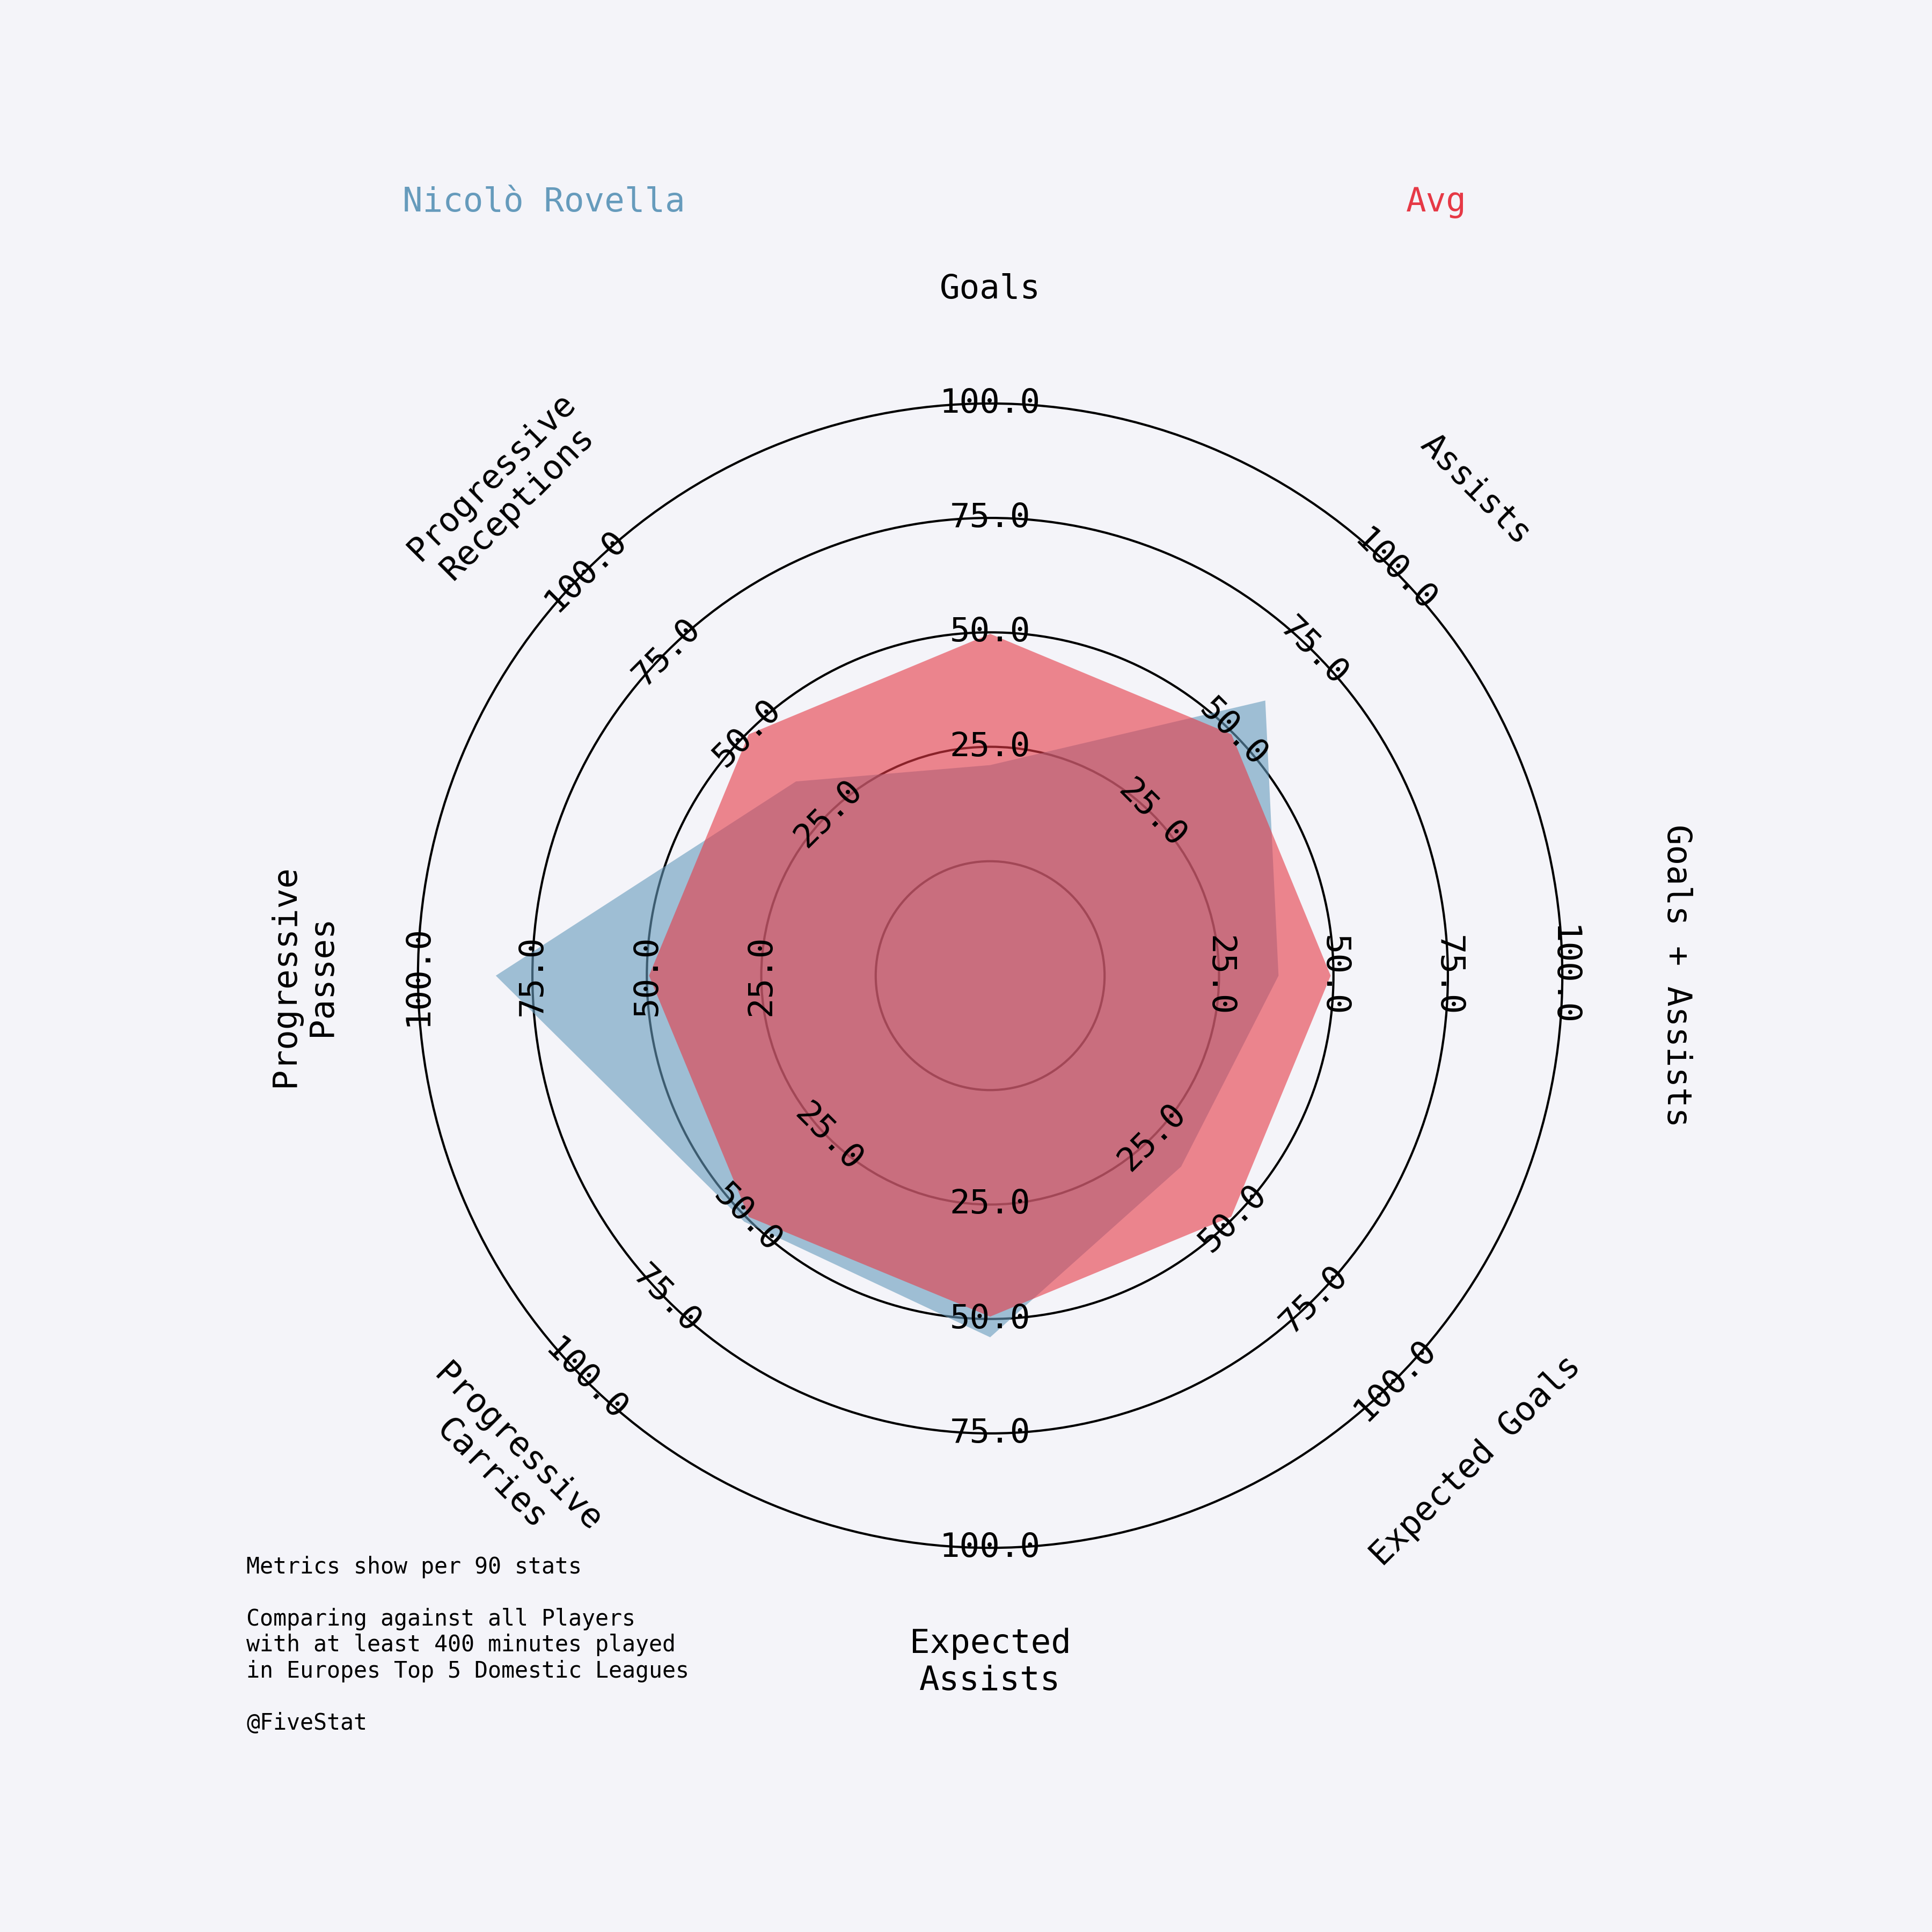 Nicolò Rovella
Avg
Goals
100.0
75.0
50.0
25.0
Assists
100.0
75.0
50.0
25.0
Goals + Assists
100.0
75.0
50.0
25.0
Expected Goals
100.0
75.0
50.0
25.0
Expected
Assists
100.0
75.0
50.0
25.0
Progressive
Carries
100.0
75.0
50.0
25.0
Progressive
Passes
100.0
75.0
50.0
25.0
Progressive
Receptions
100.0
75.0
50.0
25.0
Metrics show per 90 stats
Comparing against all Players
with at least 400 minutes played
in Europes Top 5 Domestic Leagues
@FiveStat